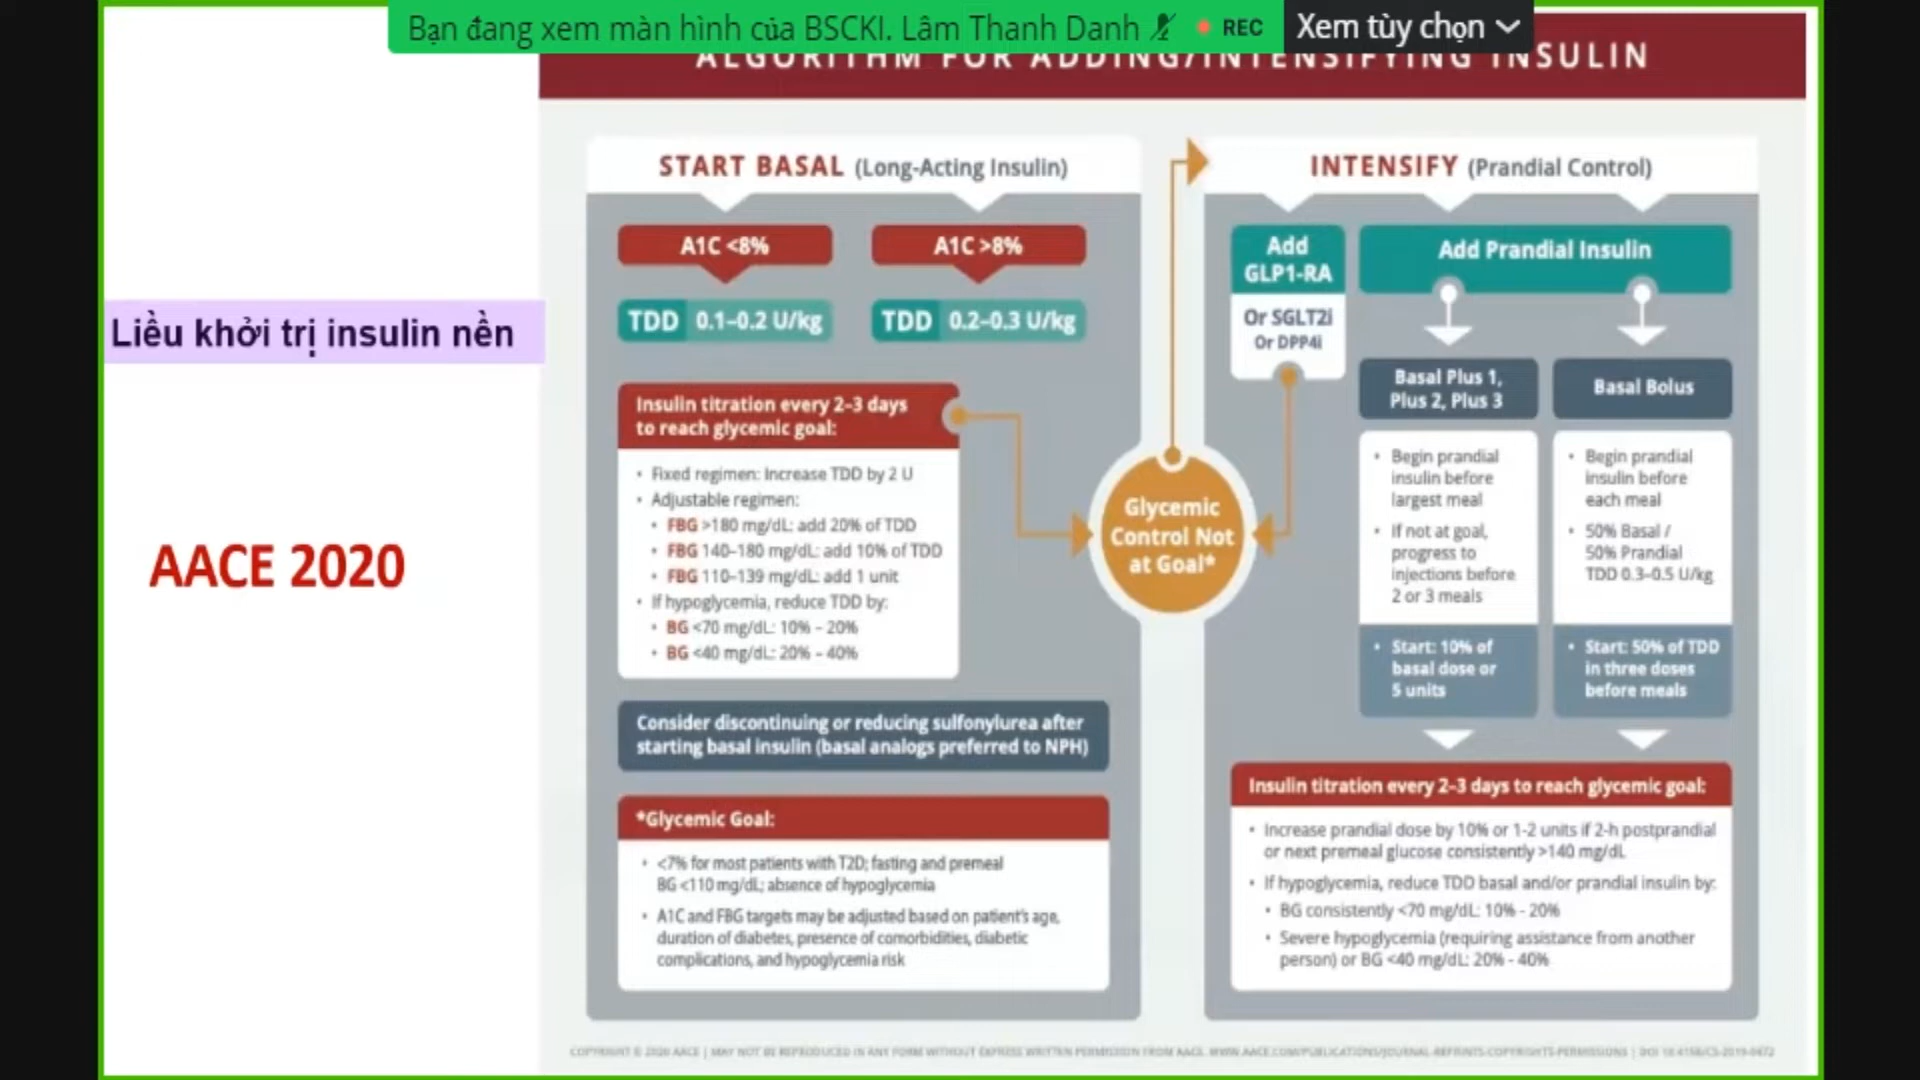 Bạn đang xem màn hình của BSCKI. Lâm Thanh Danh
REC
Xem tùy chọn
ALGORITHM FOR ADDING/INTENSIFYING INSULIN
Liều khởi trị insulin nền
AACE 2020
START BASAL (Long-Acting Insulin)
A1C <8%
A1C >8%
TDD 0.1–0.2 U/kg
TDD 0.2–0.3 U/kg
Insulin titration every 2–3 days
to reach glycemic goal:
• Fixed regimen: Increase TDD by 2 U
• Adjustable regimen:
• FBG >180 mg/dL: add 20% of TDD
• FBG 140–180 mg/dL: add 10% of TDD
• FBG 110–139 mg/dL: add 1 unit
• If hypoglycemia, reduce TDD by:
• BG <70 mg/dL: 10% – 20%
• BG <40 mg/dL: 20% – 40%
Consider discontinuing or reducing sulfonylurea after
starting basal insulin (basal analogs preferred to NPH)
*Glycemic Goal:
• <7% for most patients with T2D; fasting and premeal
BG <110 mg/dL; absence of hypoglycemia
• A1C and FBG targets may be adjusted based on patient's age,
duration of diabetes, presence of comorbidities, diabetic
complications, and hypoglycemia risk
Glycemic
Control Not
at Goal*
INTENSIFY (Prandial Control)
Add
GLP1-RA
Or SGLT2i
Or DPP4i
Add Prandial Insulin
Basal Plus 1,
Plus 2, Plus 3
• Begin prandial
insulin before
largest meal
• If not at goal,
progress to
injections before
2 or 3 meals
• Start: 10% of
basal dose or
5 units
Basal Bolus
• Begin prandial
insulin before
each meal
• 50% Basal /
50% Prandial
TDD 0.3–0.5 U/kg
• Start: 50% of TDD
in three doses
before meals
Insulin titration every 2–3 days to reach glycemic goal:
• Increase prandial dose by 10% or 1-2 units if 2-h postprandial
or next premeal glucose consistently >140 mg/dL
• If hypoglycemia, reduce TDD basal and/or prandial insulin by:
• BG consistently <70 mg/dL: 10% - 20%
• Severe hypoglycemia (requiring assistance from another
person) or BG <40 mg/dL: 20% - 40%
COPYRIGHT © 2020 AACE | MAY NOT BE REPRODUCED IN ANY FORM WITHOUT EXPRESS WRITTEN PERMISSION FROM AACE. WWW.AACE.COM/PUBLICATIONS/JOURNAL-REPRINTS-COPYRIGHTS-PERMISSIONS | DOI 10.4158/CS-2019-0472